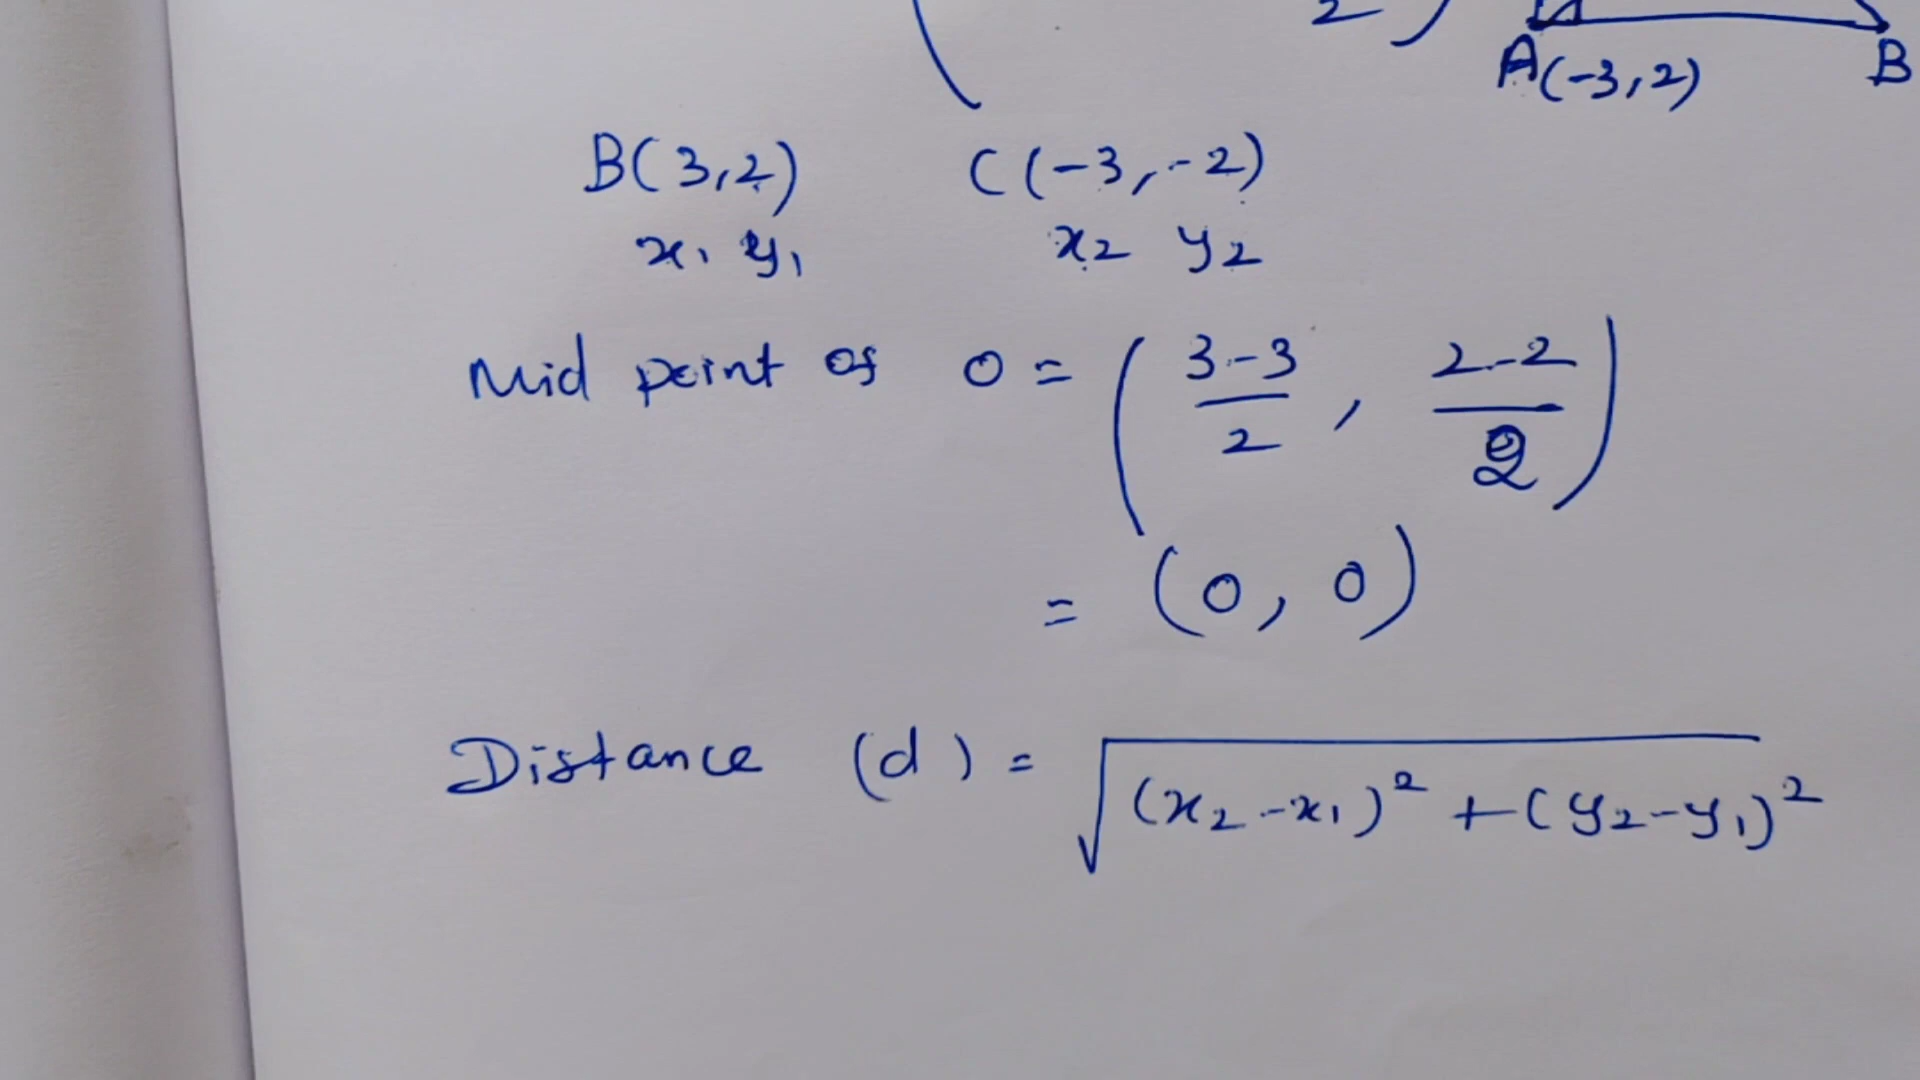 2
A(-3,2) B
B(3,2) C(-3,-2)
x₁ y₁ x₂ y₂
Mid point of O = ( 3-3 / 2 , 2-2 / 2 )
= (0, 0)
Distance (d) = √(x₂-x₁)² + (y₂-y₁)²